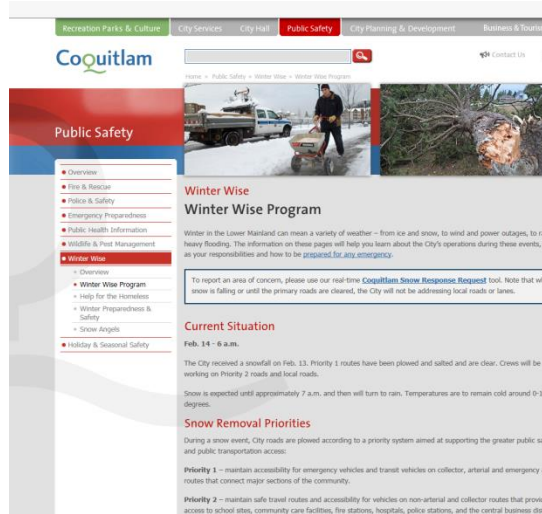 Recreation Parks & Culture City Services City Hall Public Safety City Planning & Development Business & Tourism
Coquitlam
Contact Us
Home » Public Safety » Winter Wise » Winter Wise Program
Public Safety
Overview
Fire & Rescue
Police & Safety
Emergency Preparedness
Public Health Information
Wildlife & Pest Management
Winter Wise
Overview
Winter Wise Program
Help for the Homeless
Winter Preparedness &
Safety
Snow Angels
Holiday & Seasonal Safety
Winter Wise
Winter Wise Program
Winter in the Lower Mainland can mean a variety of weather – from ice and snow, to wind and power outages, to
heavy flooding. The information on these pages will help you learn about the City's operations during these events,
as your responsibilities and how to be prepared for any emergency.
To report an area of concern, please use our real-time Coquitlam Snow Response Request tool. Note that
snow is falling or until the primary roads are cleared, the City will not be addressing local roads or lanes.
Current Situation
Feb. 14 - 6 a.m.
The City received a snowfall on Feb. 13. Priority 1 routes have been plowed and salted and are clear. Crews will be
working on Priority 2 roads and local roads.
Snow is expected until approximately 7 a.m. and then will turn to rain. Temperatures are to remain cold around 0-1
degrees.
Snow Removal Priorities
During a snow event, City roads are plowed according to a priority system aimed at supporting the greater public
and public transportation access:
Priority 1 – maintain accessibility for emergency vehicles and transit vehicles on collector, arterial and emergency
routes that connect major sections of the community.
Priority 2 – maintain safe travel routes and accessibility for vehicles on non-arterial and collector routes that
access to school sites, community care facilities, fire stations, hospitals, police stations, and the central business